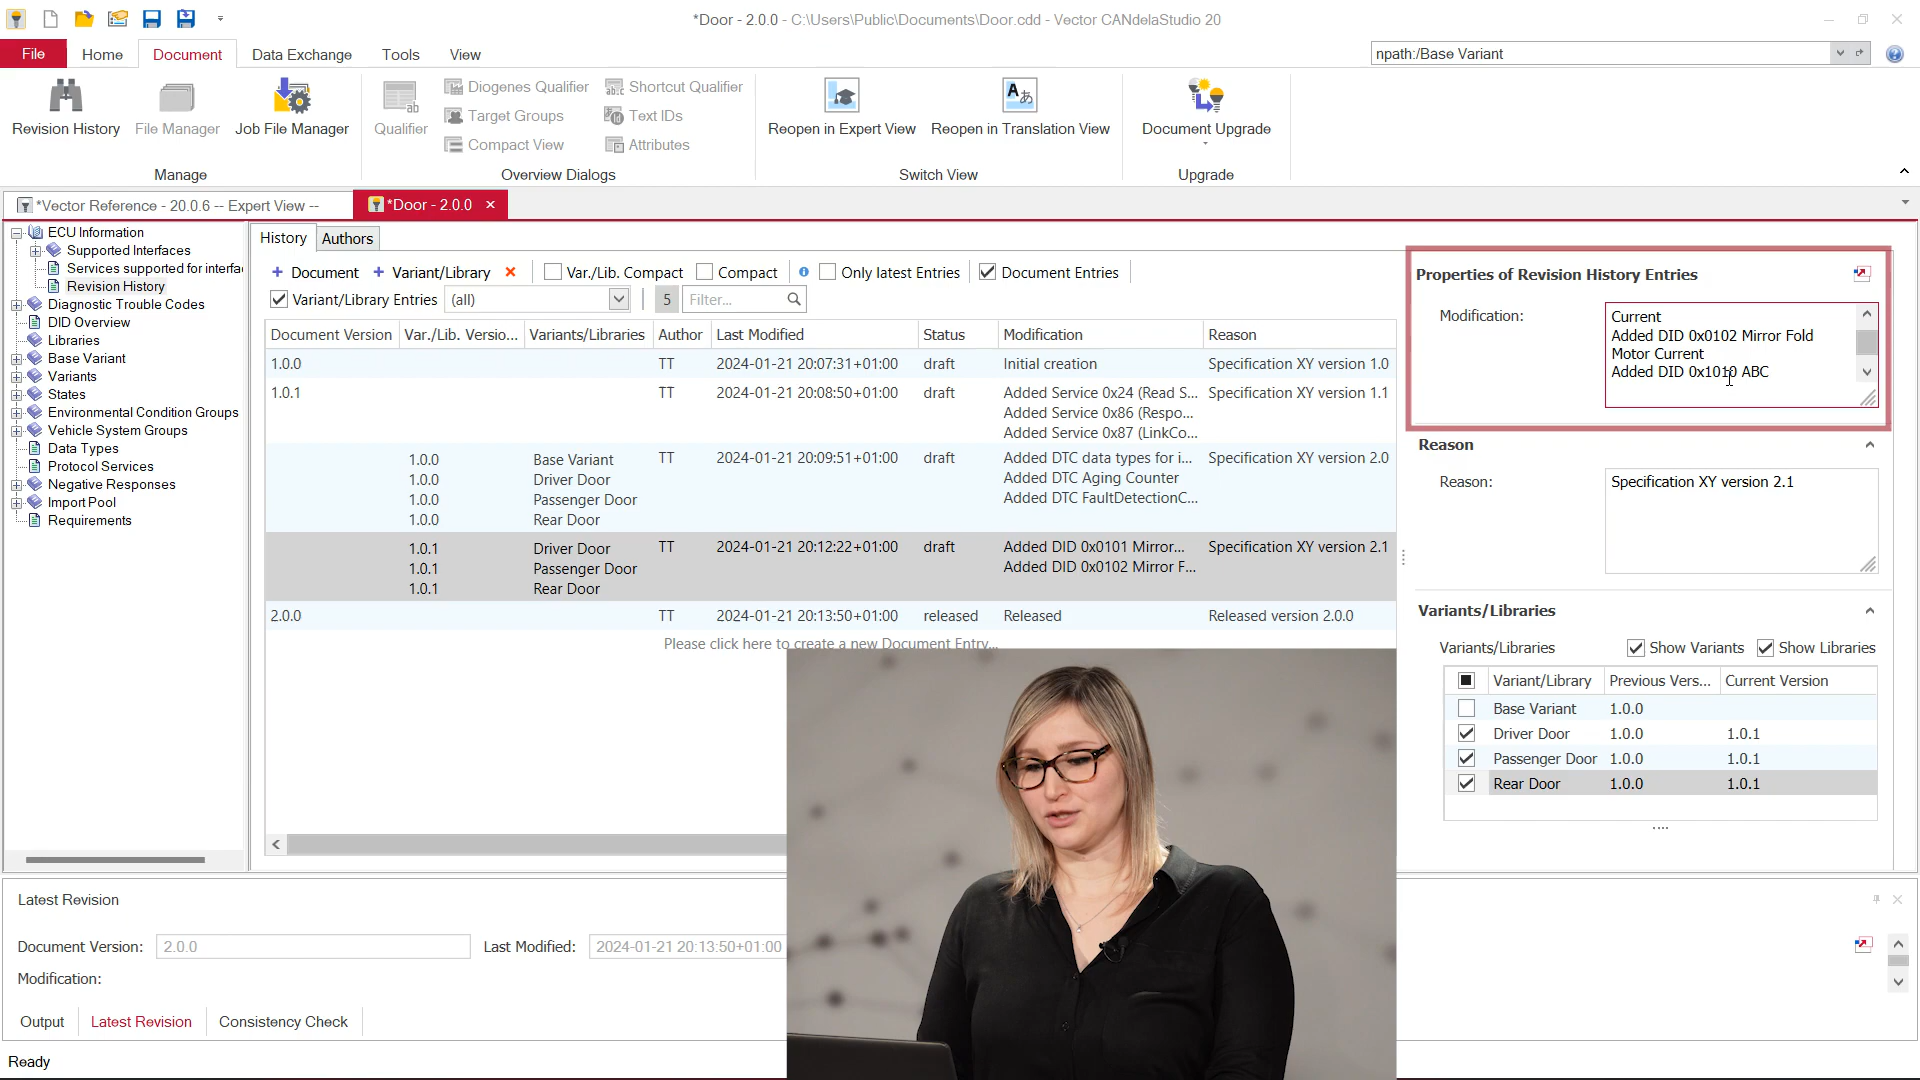 *Door - 2.0.0 - C:\Users\Public\Documents\Door.cdd - Vector CANdelaStudio 20
File Home Document Data Exchange Tools View
npath:/Base Variant
Revision History
File Manager
Job File Manager
Manage
Qualifier
Diogenes Qualifier
Target Groups
Compact View
Shortcut Qualifier
Text IDs
Attributes
Overview Dialogs
Reopen in Expert View
Reopen in Translation View
Switch View
Document Upgrade
Upgrade
*Vector Reference - 20.0.6 -- Expert View --
*Door - 2.0.0
ECU Information
Supported Interfaces
Services supported for interfa
Revision History
Diagnostic Trouble Codes
DID Overview
Libraries
Base Variant
Variants
States
Environmental Condition Groups
Vehicle System Groups
Data Types
Protocol Services
Negative Responses
Import Pool
Requirements
History Authors
+ Document + Variant/Library Var./Lib. Compact Compact Only latest Entries Document Entries
Variant/Library Entries (all) 5 Filter...
Document Version Var./Lib. Versio... Variants/Libraries Author Last Modified Status Modification Reason
1.0.0 TT 2024-01-21 20:07:31+01:00 draft Initial creation Specification XY version 1.0
1.0.1 TT 2024-01-21 20:08:50+01:00 draft Added Service 0x24 (Read S... Specification XY version 1.1
Added Service 0x86 (Respo...
Added Service 0x87 (LinkCo...
1.0.0 Base Variant TT 2024-01-21 20:09:51+01:00 draft Added DTC data types for i... Specification XY version 2.0
1.0.0 Driver Door Added DTC Aging Counter
1.0.0 Passenger Door Added DTC FaultDetectionC...
1.0.0 Rear Door
1.0.1 Driver Door TT 2024-01-21 20:12:22+01:00 draft Added DID 0x0101 Mirror... Specification XY version 2.1
1.0.1 Passenger Door Added DID 0x0102 Mirror F...
1.0.1 Rear Door
2.0.0 TT 2024-01-21 20:13:50+01:00 released Released Released version 2.0.0
Please click here to create a new Document Entry...
Properties of Revision History Entries
Modification:
Current
Added DID 0x0102 Mirror Fold
Motor Current
Added DID 0x1010 ABC
Reason
Reason:
Specification XY version 2.1
Variants/Libraries
Variants/Libraries Show Variants Show Libraries
Variant/Library Previous Vers... Current Version
Base Variant 1.0.0
Driver Door 1.0.0 1.0.1
Passenger Door 1.0.0 1.0.1
Rear Door 1.0.0 1.0.1
Latest Revision
Document Version: 2.0.0 Last Modified: 2024-01-21 20:13:50+01:00
Modification:
Output Latest Revision Consistency Check
Ready